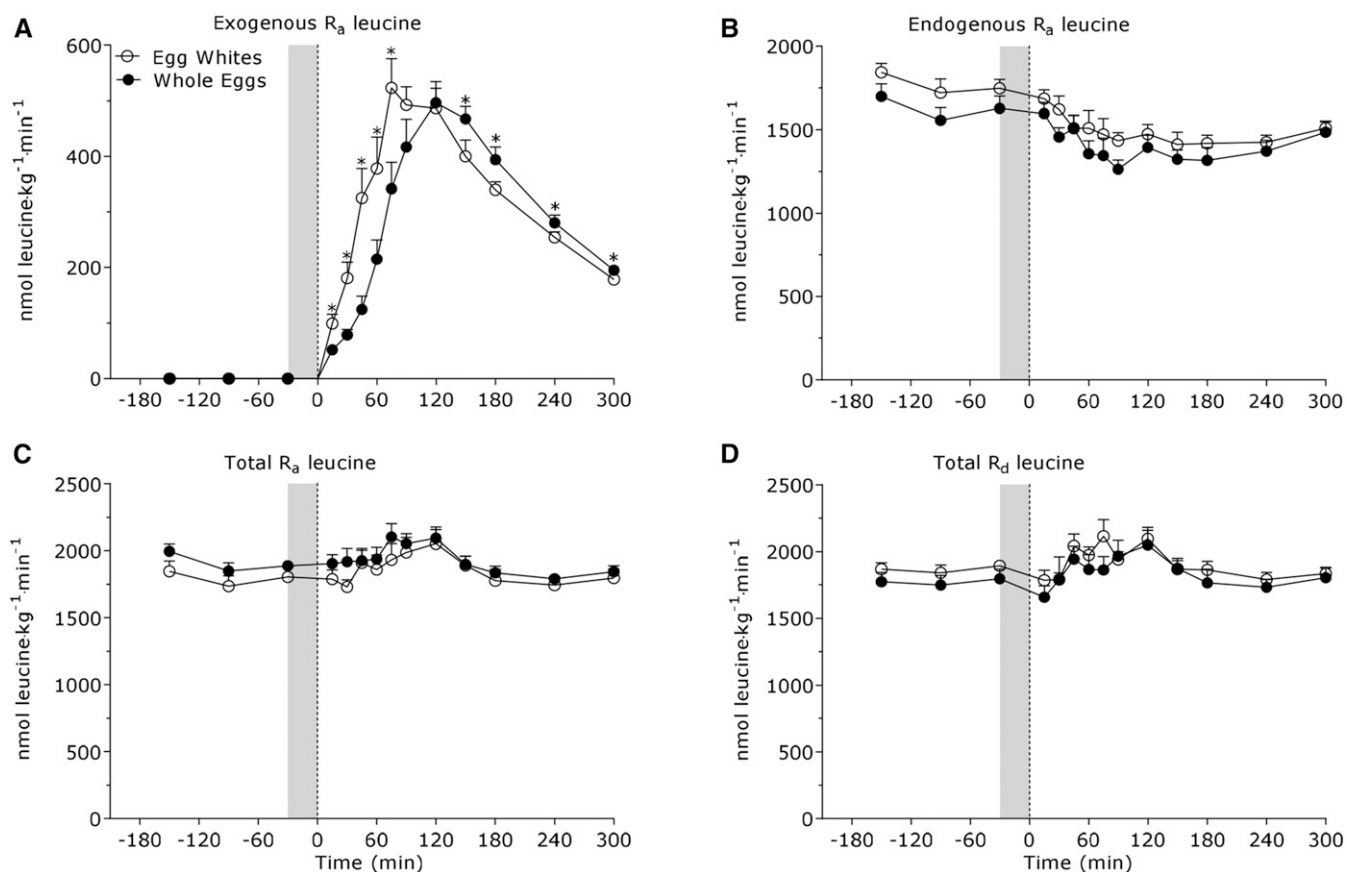 A
Exogenous Ra leucine
Egg Whites
Whole Eggs
nmol leucine·kg⁻¹·min⁻¹
600
400
200
0
* * * * * * * * *
-180 -120 -60 0 60 120 180 240 300
B
Endogenous Ra leucine
nmol leucine·kg⁻¹·min⁻¹
2000
1500
1000
500
0
-180 -120 -60 0 60 120 180 240 300
C
Total Ra leucine
nmol leucine·kg⁻¹·min⁻¹
2500
2000
1500
1000
500
0
-180 -120 -60 0 60 120 180 240 300
Time (min)
D
Total Rd leucine
nmol leucine·kg⁻¹·min⁻¹
2500
2000
1500
1000
500
0
-180 -120 -60 0 60 120 180 240 300
Time (min)